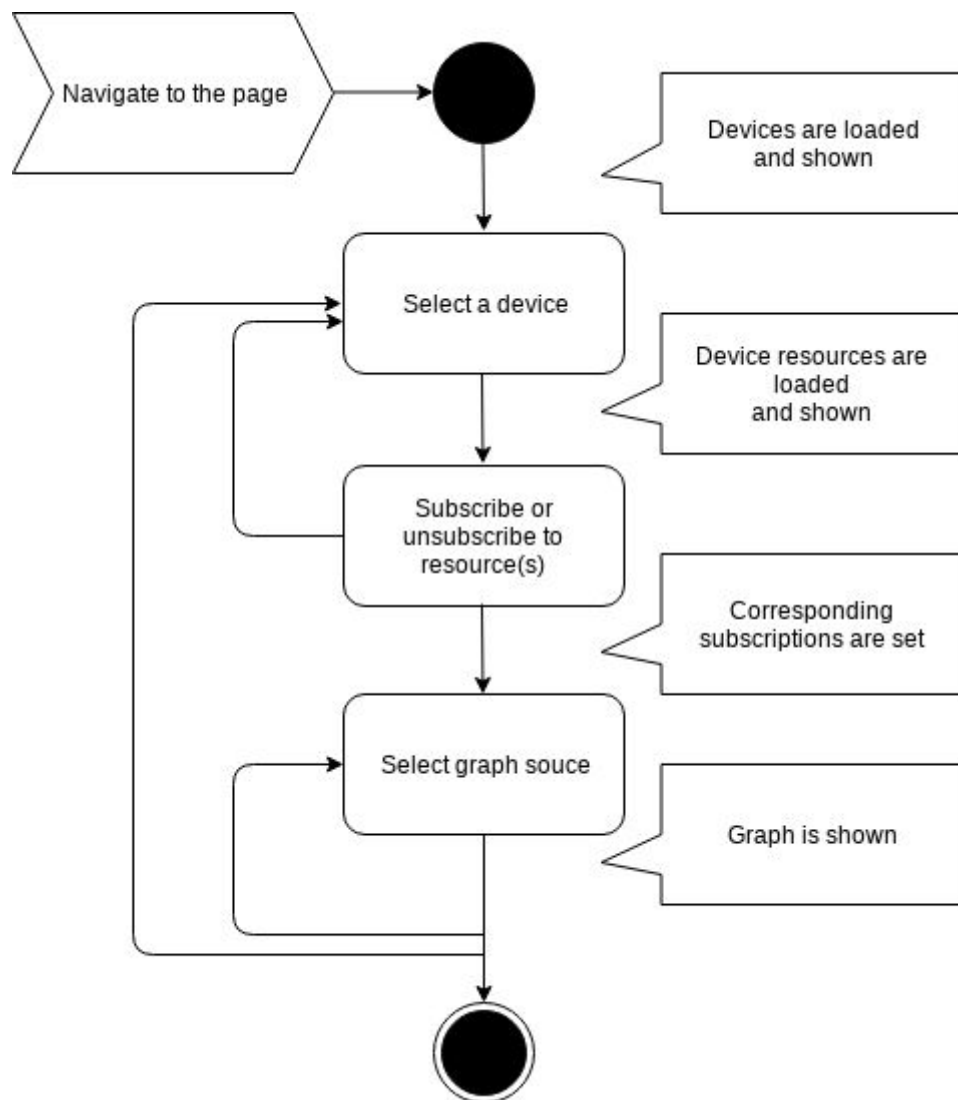 Navigate to the page
Devices are loaded
and shown
Select a device
Device resources are
loaded
and shown
Subscribe or
unsubscribe to
resource(s)
Corresponding
subscriptions are set
Select graph souce
Graph is shown